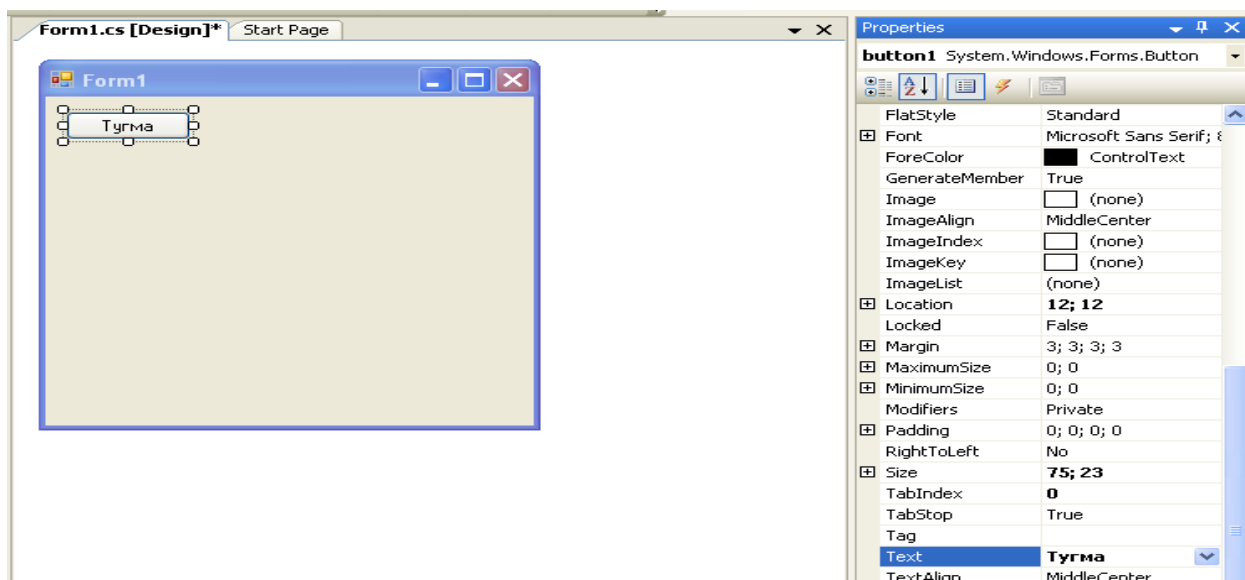 Form1.cs [Design]* Start Page
Form1
Тугма
Properties
button1 System.Windows.Forms.Button
FlatStyle Standard
Font Microsoft Sans Serif; 8
ForeColor ControlText
GenerateMember True
Image (none)
ImageAlign MiddleCenter
ImageIndex (none)
ImageKey (none)
ImageList (none)
Location 12; 12
Locked False
Margin 3; 3; 3; 3
MaximumSize 0; 0
MinimumSize 0; 0
Modifiers Private
Padding 0; 0; 0; 0
RightToLeft No
Size 75; 23
TabIndex 0
TabStop True
Tag
Text Тугма
TextAlign MiddleCenter